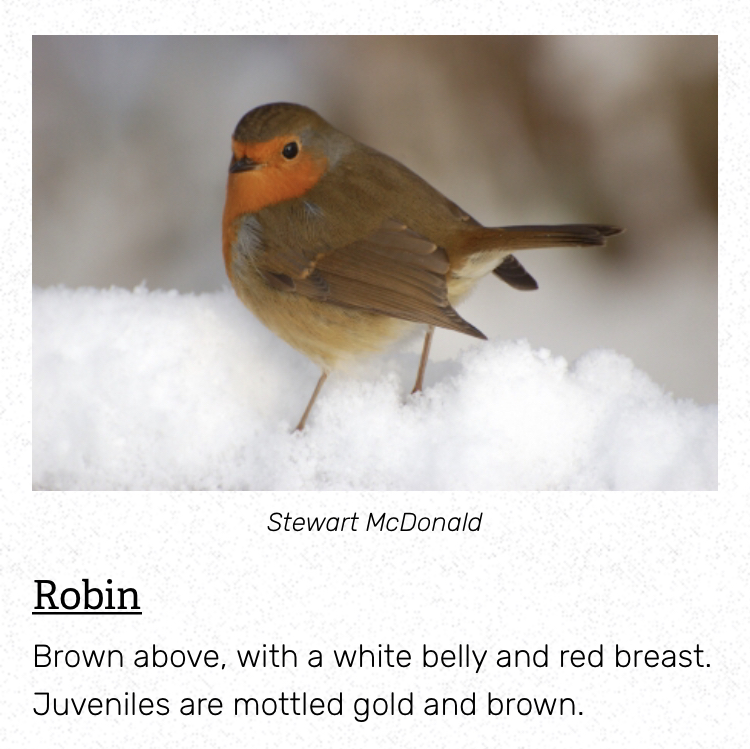 Stewart McDonald
Robin
Brown above, with a white belly and red breast.
Juveniles are mottled gold and brown.